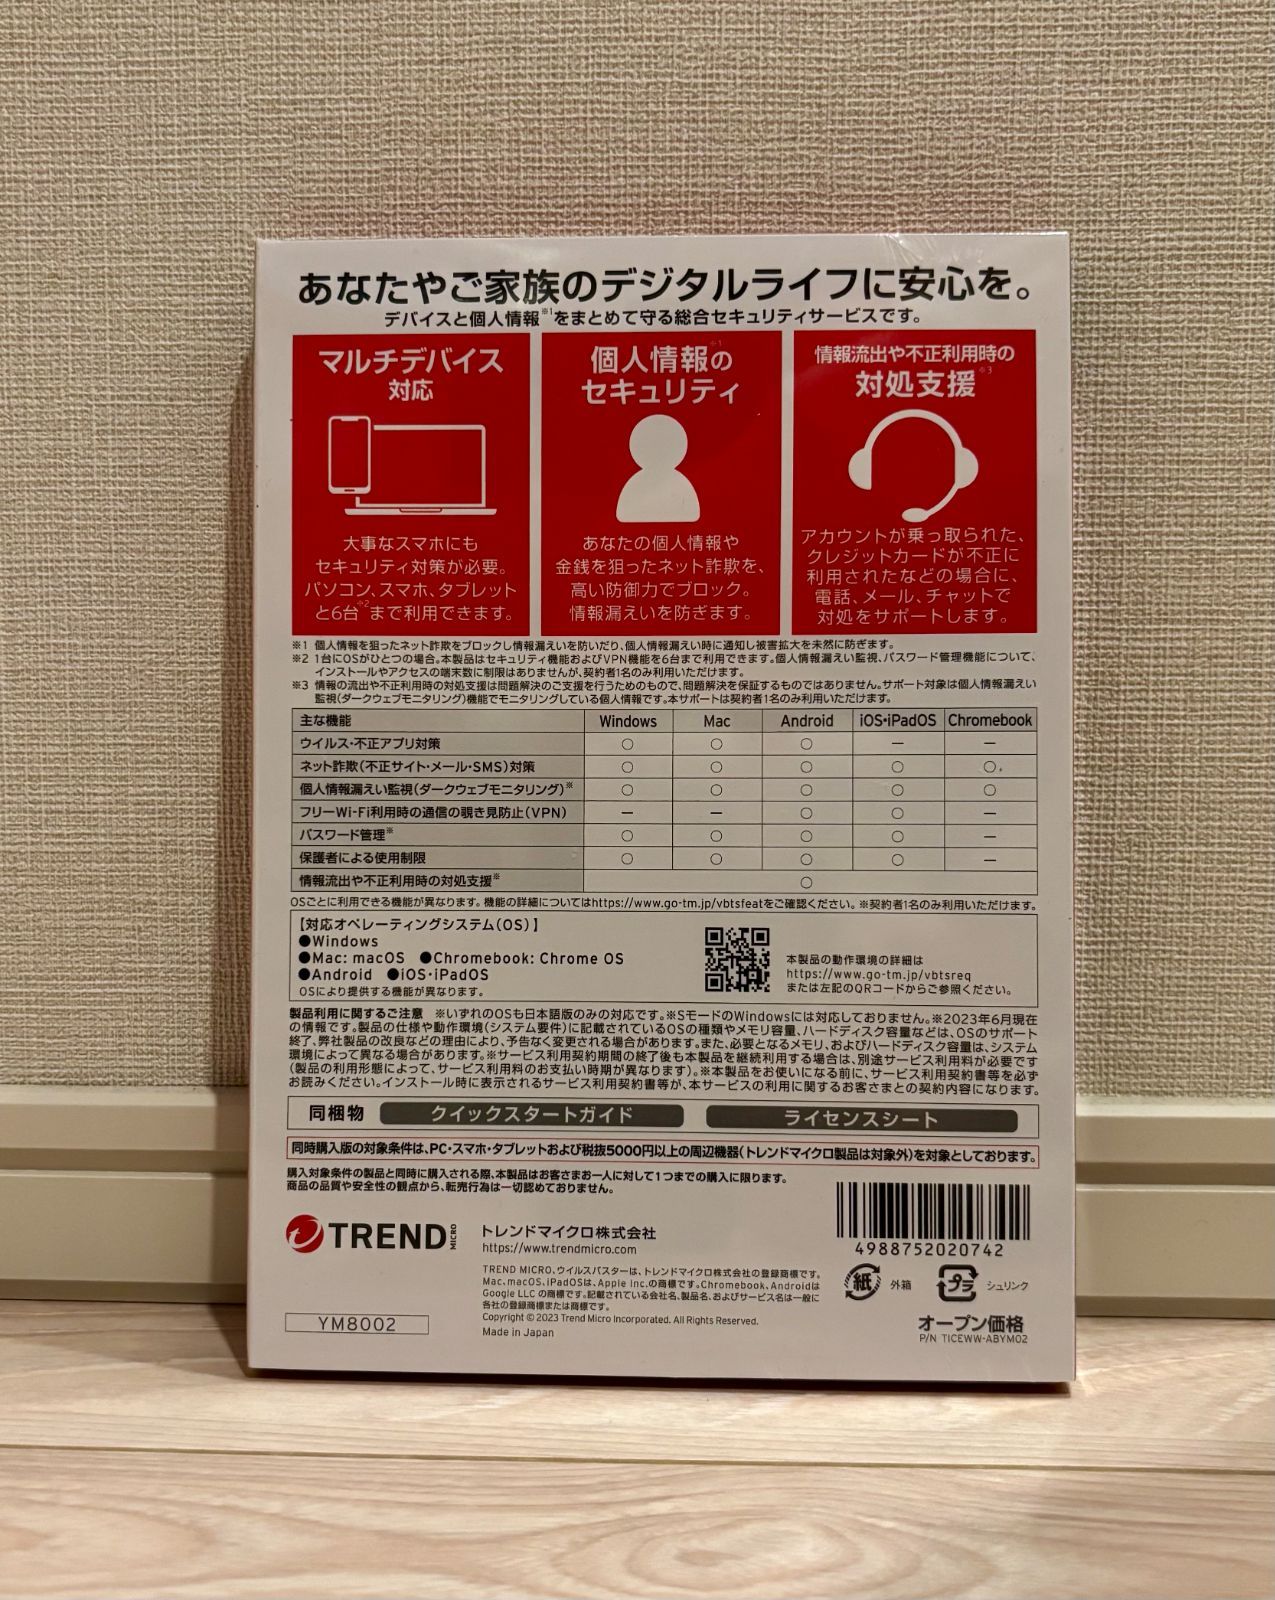 あなたやご家族のデジタルライフに安心を。
デバイスと個人情報※1をまとめて守る総合セキュリティサービスです。
マルチデバイス
対応
大事なスマホにも
セキュリティ対策が必要。
パソコン、スマホ、タブレット
と6台※2まで利用できます。
個人情報の※1
セキュリティ
あなたの個人情報や
金銭を狙ったネット詐欺を、
高い防御力でブロック。
情報漏えいを防ぎます。
情報流出や不正利用時の
対処支援※3
アカウントが乗っ取られた、
クレジットカードが不正に
利用されたなどの場合に、
電話、メール、チャットで
対処をサポートします。
※1 個人情報を狙ったネット詐欺をブロックし情報漏えいを防いだり、個人情報漏えい時に通知し被害拡大を未然に防ぎます。
※2 1台にOSがひとつの場合。本製品はセキュリティ機能およびVPN機能を6台まで利用できます。個人情報漏えい監視、パスワード管理機能について、
インストールやアクセスの端末数に制限はありませんが、契約者1名のみ利用いただけます。
※3 情報の流出や不正利用時の対処支援は問題解決のご支援を行うためのもので、問題解決を保証するものではありません。サポート対象は個人情報漏えい
監視(ダークウェブモニタリング)機能でモニタリングしている個人情報です。本サポートは契約者1名のみ利用いただけます。
主な機能 Windows Mac Android iOS・iPadOS Chromebook
ウイルス・不正アプリ対策 ○ ○ ○ － －
ネット詐欺(不正サイト・メール・SMS)対策 ○ ○ ○ ○ ○
個人情報漏えい監視(ダークウェブモニタリング)※ ○ ○ ○ ○ ○
フリーWi-Fi利用時の通信の覗き見防止(VPN) － － ○ ○ －
パスワード管理※ ○ ○ ○ ○ －
保護者による使用制限 ○ ○ ○ ○ －
情報流出や不正利用時の対処支援※ ○
OSごとに利用できる機能が異なります。機能の詳細についてはhttps://www.go-tm.jp/vbtsfeatをご確認ください。※契約者1名のみ利用いただけます。
【対応オペレーティングシステム(OS)】
●Windows
●Mac: macOS ●Chromebook: Chrome OS
●Android ●iOS・iPadOS
OSにより提供する機能が異なります。
本製品の動作環境の詳細は
https://www.go-tm.jp/vbtsreq
または左記のQRコードからご参照ください。
製品利用に関するご注意 ※いずれのOSも日本語版のみの対応です。※SモードのWindowsには対応しておりません。※2023年6月現在
の情報です。製品の仕様や動作環境(システム要件)に記載されているOSの種類やメモリ容量、ハードディスク容量などは、OSのサポート
終了、弊社製品の改良などの理由により、予告なく変更される場合があります。また、必要となるメモリ、およびハードディスク容量は、システム
環境によって異なる場合があります。※サービス利用契約期間の終了後も本製品を継続利用する場合は、別途サービス利用料が必要です
(製品の利用形態によって、サービス利用料のお支払い時期が異なります)。※本製品をお使いになる前に、サービス利用契約書等を必ず
お読みください。インストール時に表示されるサービス利用契約書等が、本サービスの利用に関するお客さまとの契約内容になります。
同梱物 クイックスタートガイド ライセンスシート
同時購入版の対象条件は、PC・スマホ・タブレットおよび税抜5000円以上の周辺機器(トレンドマイクロ製品は対象外)を対象としております。
購入対象条件の製品と同時に購入される際、本製品はお客さまお一人に対して1つまでの購入に限ります。
商品の品質や安全性の観点から、転売行為は一切認めておりません。
TREND MICRO
トレンドマイクロ株式会社
https://www.trendmicro.com
TREND MICRO、ウイルスバスターは、トレンドマイクロ株式会社の登録商標です。
Mac、macOS、iPadOSは、Apple Inc.の商標です。Chromebook、Androidは
Google LLC の商標です。記載されている会社名、製品名、およびサービス名は一般に
各社の登録商標または商標です。
Copyright © 2023 Trend Micro Incorporated. All Rights Reserved.
Made in Japan
YM8002
4988752020742
紙 外箱
プラ シュリンク
オープン価格
P/N TICEWW-ABYM02